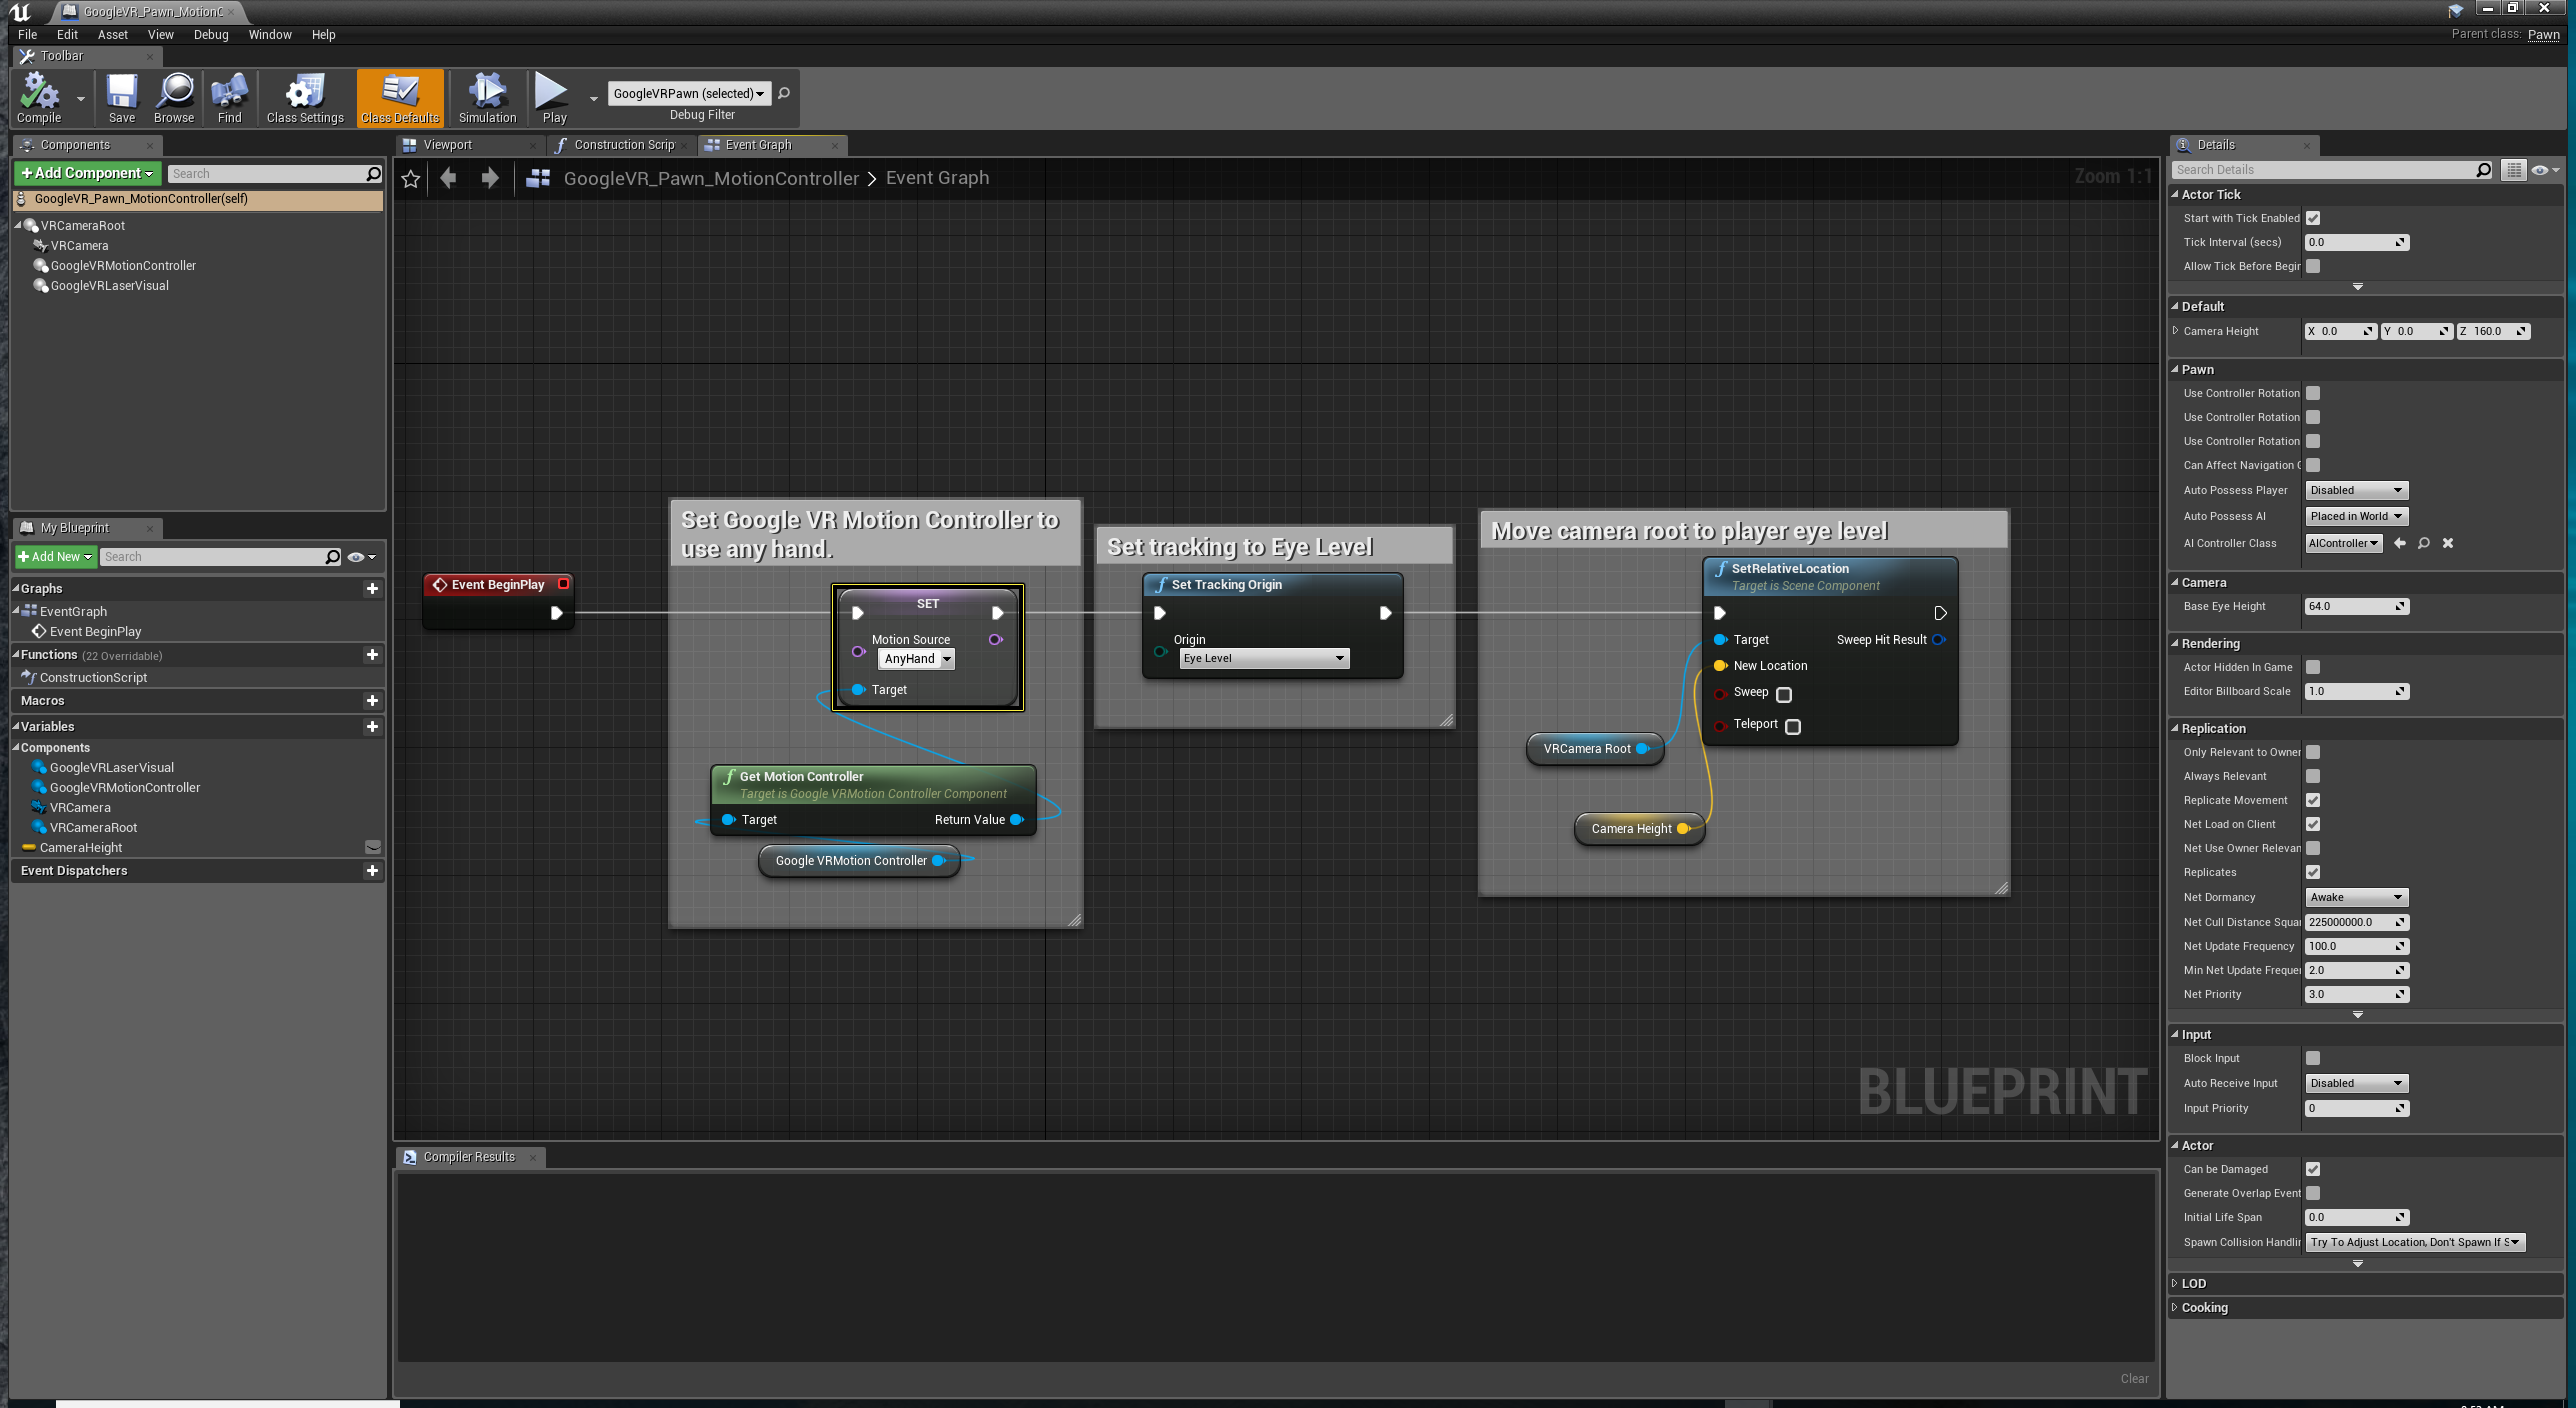 GoogleVR_Pawn_MotionC
File Edit Asset View Debug Window Help
Parent class: Pawn
Toolbar
Compile
Save
Browse
Find
Class Settings
Class Defaults
Simulation
Play
GoogleVRPawn (selected)
Debug Filter
Components
+Add Component
Search
GoogleVR_Pawn_MotionController(self)
VRCameraRoot
VRCamera
GoogleVRMotionController
GoogleVRLaserVisual
My Blueprint
+Add New
Search
Graphs
EventGraph
Event BeginPlay
Functions (22 Overridable)
ConstructionScript
Macros
Variables
Components
GoogleVRLaserVisual
GoogleVRMotionController
VRCamera
VRCameraRoot
CameraHeight
Event Dispatchers
Viewport
Construction Scrip
Event Graph
GoogleVR_Pawn_MotionController > Event Graph
Zoom 1:1
Event BeginPlay
Set Google VR Motion Controller to
use any hand.
SET
Motion Source
AnyHand
Target
Get Motion Controller
Target is Google VRMotion Controller Component
Target
Return Value
Google VRMotion Controller
Set tracking to Eye Level
Set Tracking Origin
Origin
Eye Level
Move camera root to player eye level
SetRelativeLocation
Target is Scene Component
Target
Sweep Hit Result
New Location
Sweep
Teleport
VRCamera Root
Camera Height
BLUEPRINT
Compiler Results
Clear
Details
Search Details
Actor Tick
Start with Tick Enabled
Tick Interval (secs) 0.0
Allow Tick Before Begin
Default
Camera Height X 0.0 Y 0.0 Z 160.0
Pawn
Use Controller Rotation
Use Controller Rotation
Use Controller Rotation
Can Affect Navigation
Auto Possess Player Disabled
Auto Possess AI Placed in World
AI Controller Class AIController
Camera
Base Eye Height 64.0
Rendering
Actor Hidden In Game
Editor Billboard Scale 1.0
Replication
Only Relevant to Owner
Always Relevant
Replicate Movement
Net Load on Client
Net Use Owner Relevan
Replicates
Net Dormancy Awake
Net Cull Distance Squa 225000000.0
Net Update Frequency 100.0
Min Net Update Freque 2.0
Net Priority 3.0
Input
Block Input
Auto Receive Input Disabled
Input Priority 0
Actor
Can be Damaged
Generate Overlap Event
Initial Life Span 0.0
Spawn Collision Handli Try To Adjust Location, Don't Spawn If S
LOD
Cooking